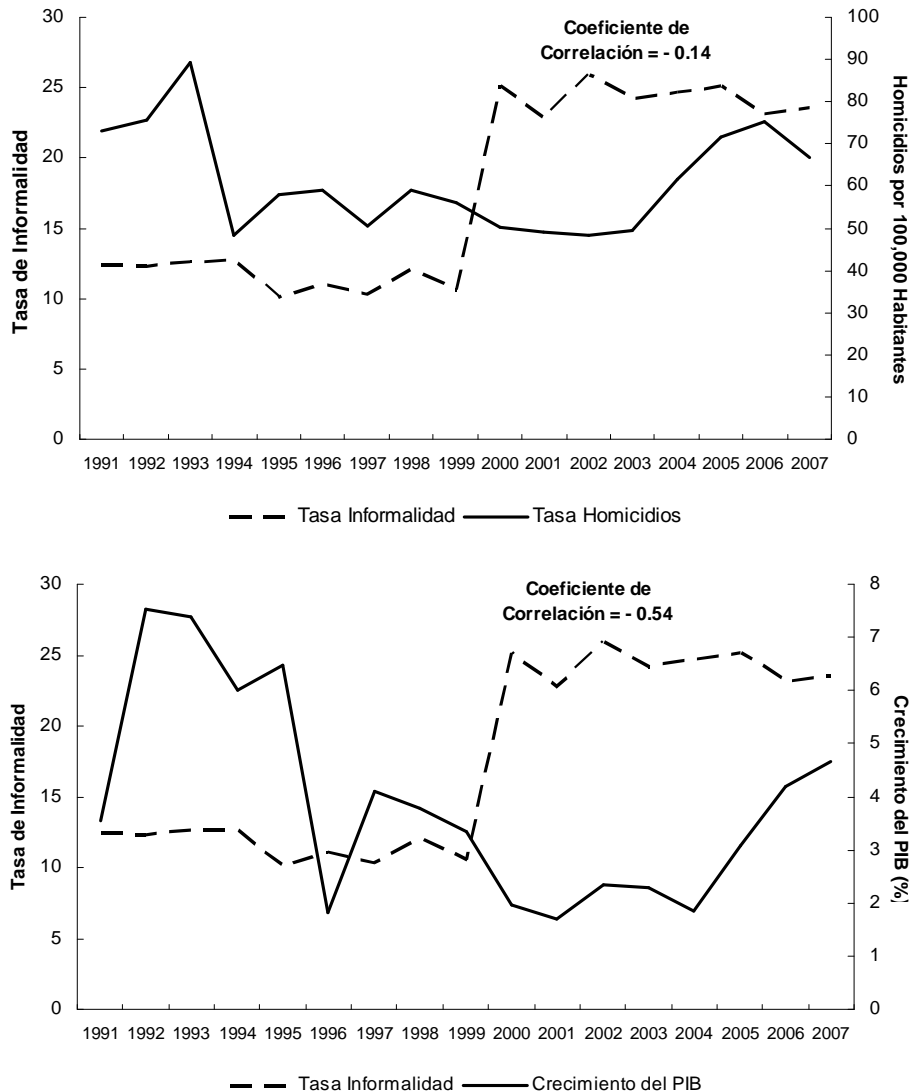 Coeficiente de
Correlación = - 0.14
Tasa de Informalidad
30
25
20
15
10
5
0
Homicidios por 100,000 Habitantes
100
90
80
70
60
50
40
30
20
10
0
1991 1992 1993 1994 1995 1996 1997 1998 1999 2000 2001 2002 2003 2004 2005 2006 2007
Tasa Informalidad Tasa Homicidios
Coeficiente de
Correlación = - 0.54
Tasa de Informalidad
30
25
20
15
10
5
0
Crecimiento del PIB (%)
8
7
6
5
4
3
2
1
0
1991 1992 1993 1994 1995 1996 1997 1998 1999 2000 2001 2002 2003 2004 2005 2006 2007
Tasa Informalidad Crecimiento del PIB